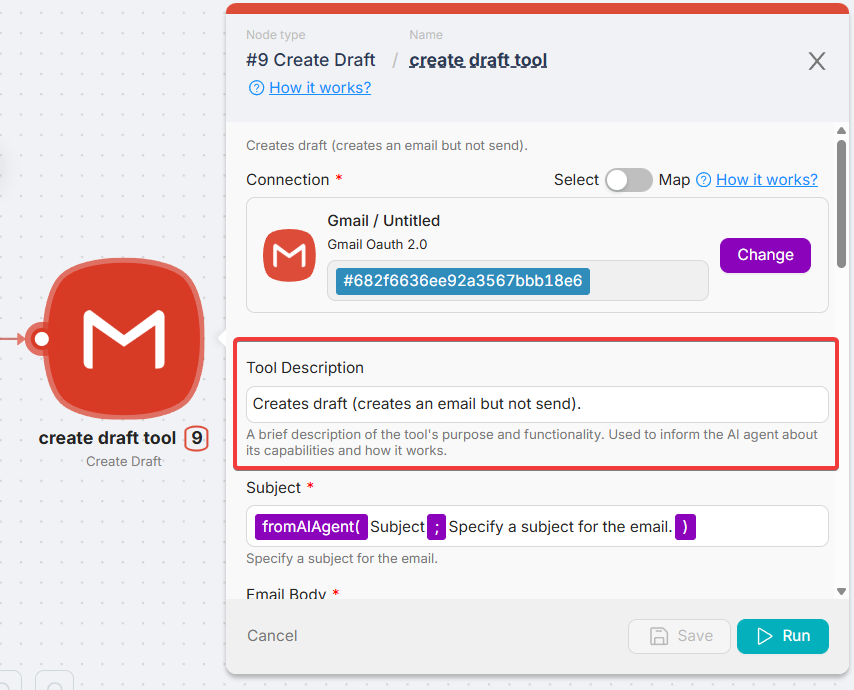 Node type
Name
#9 Create Draft / create draft tool
How it works?
Creates draft (creates an email but not send).
Connection *
Select Map How it works?
Gmail / Untitled
Gmail Oauth 2.0
#682f6636ee92a3567bbb18e6
Change
Tool Description
Creates draft (creates an email but not send).
A brief description of the tool's purpose and functionality. Used to inform the AI agent about
its capabilities and how it works.
Subject *
fromAIAgent( Subject ; Specify a subject for the email. )
Specify a subject for the email.
Email Body *
Cancel
Save
Run
create draft tool 9
Create Draft